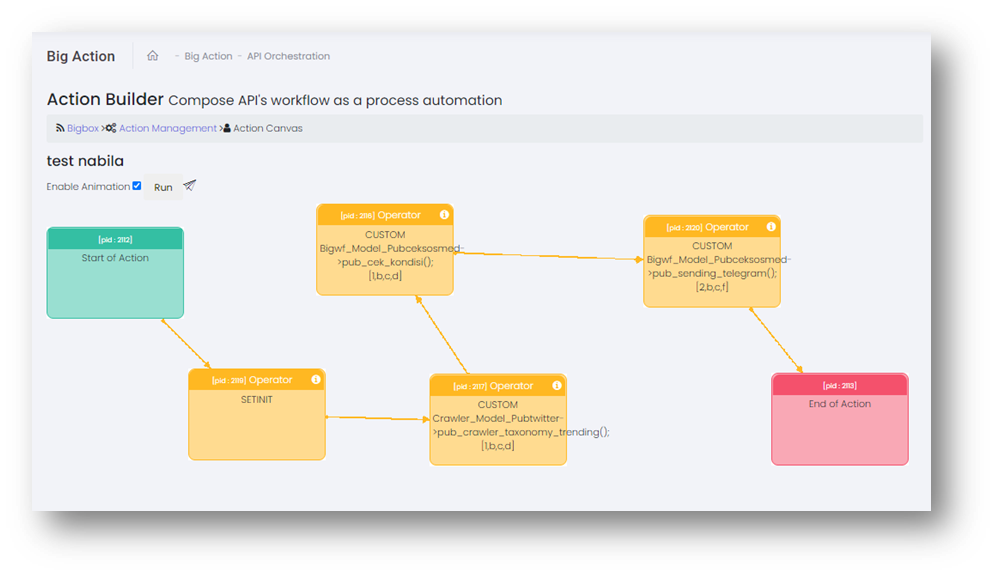 Big Action - Big Action - API Orchestration
Action Builder Compose API's workflow as a process automation
Bigbox > Action Management > Action Canvas
test nabila
Enable Animation Run
[pid : 2112]
Start of Action
[pid : 2116] Operator
CUSTOM
Bigwf_Model_Pubceksosmed-
>pub_cek_kondisi();
[1,b,c,d]
[pid : 2120] Operator
CUSTOM
Bigwf_Model_Pubceksosmed-
>pub_sending_telegram();
[2,b,c,f]
[pid : 2119] Operator
SETINIT
[pid : 2117] Operator
CUSTOM
Crawler_Model_Pubtwitter-
>pub_crawler_taxonomy_trending();
[1,b,c,d]
[pid : 2113]
End of Action